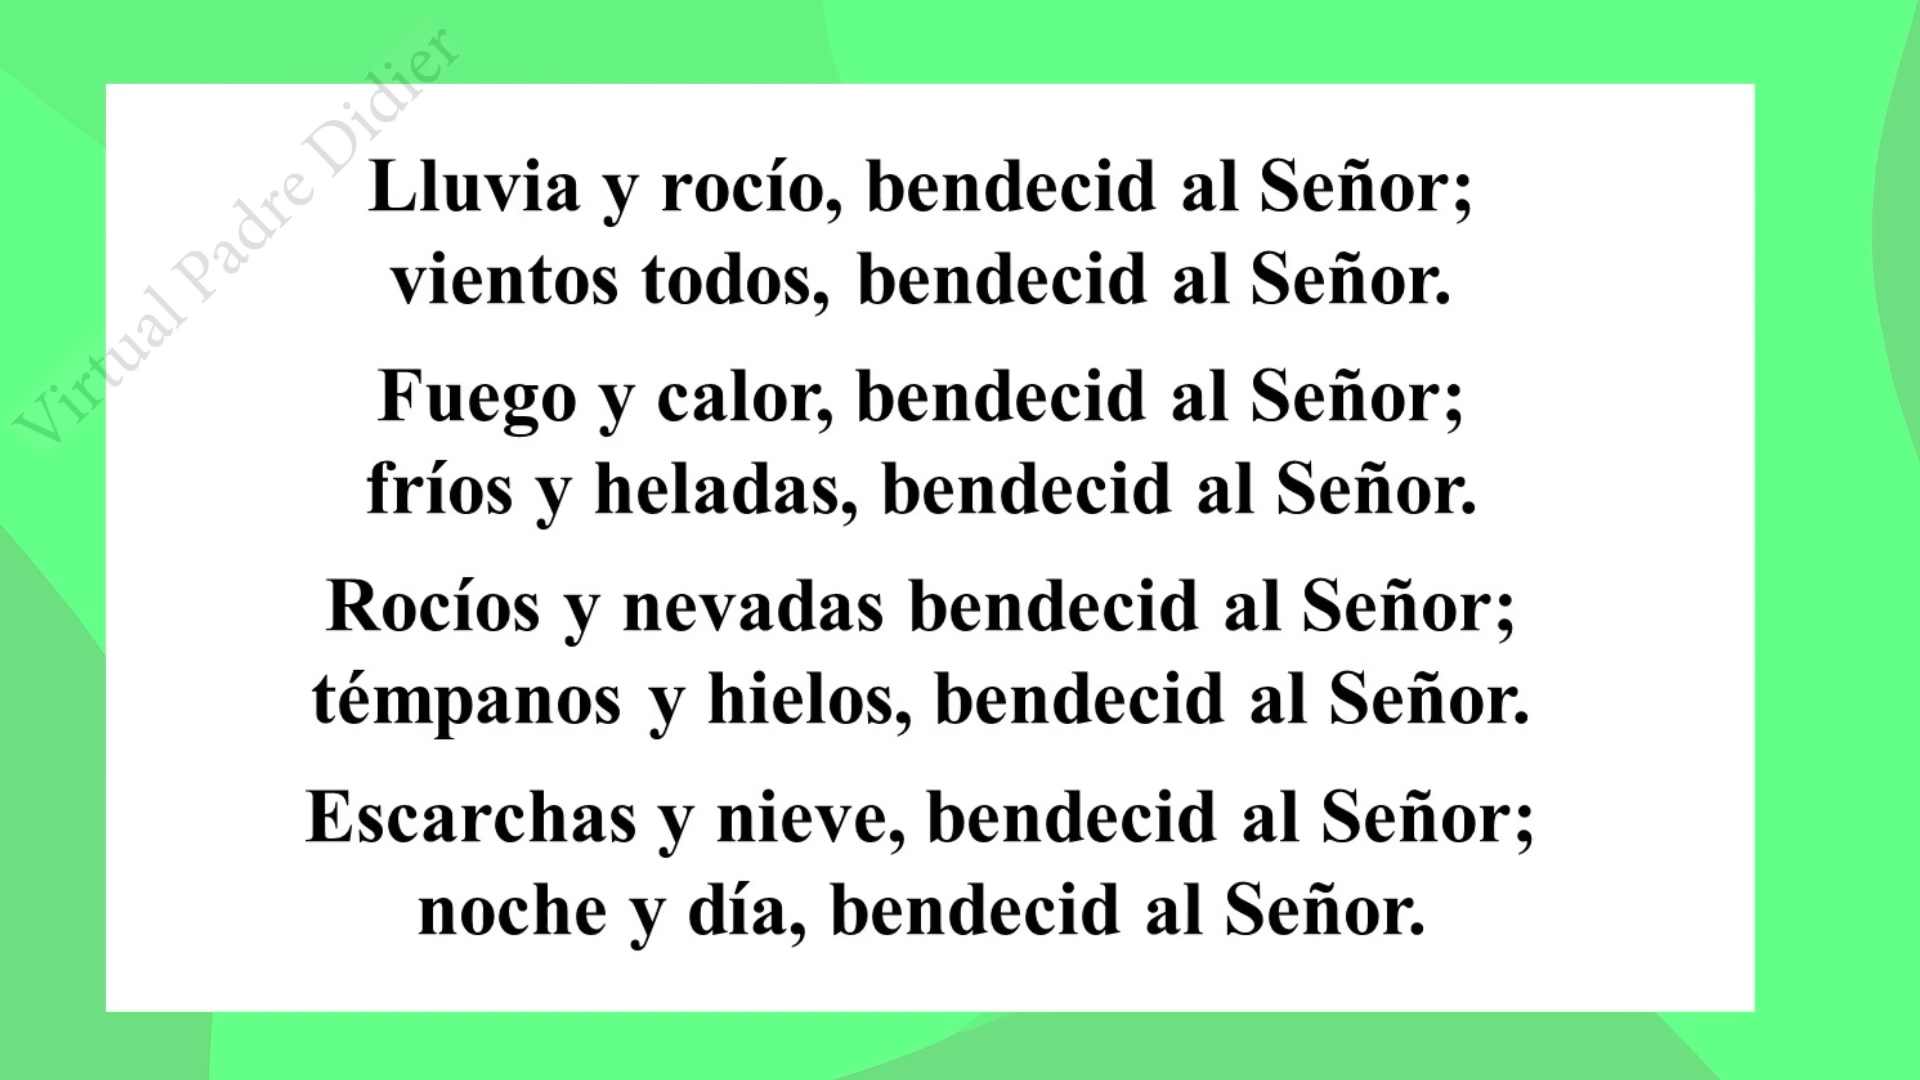 Virtual Padre Didier
Lluvia y rocío, bendecid al Señor;
vientos todos, bendecid al Señor.
Fuego y calor, bendecid al Señor;
fríos y heladas, bendecid al Señor.
Rocíos y nevadas bendecid al Señor;
témpanos y hielos, bendecid al Señor.
Escarchas y nieve, bendecid al Señor;
noche y día, bendecid al Señor.